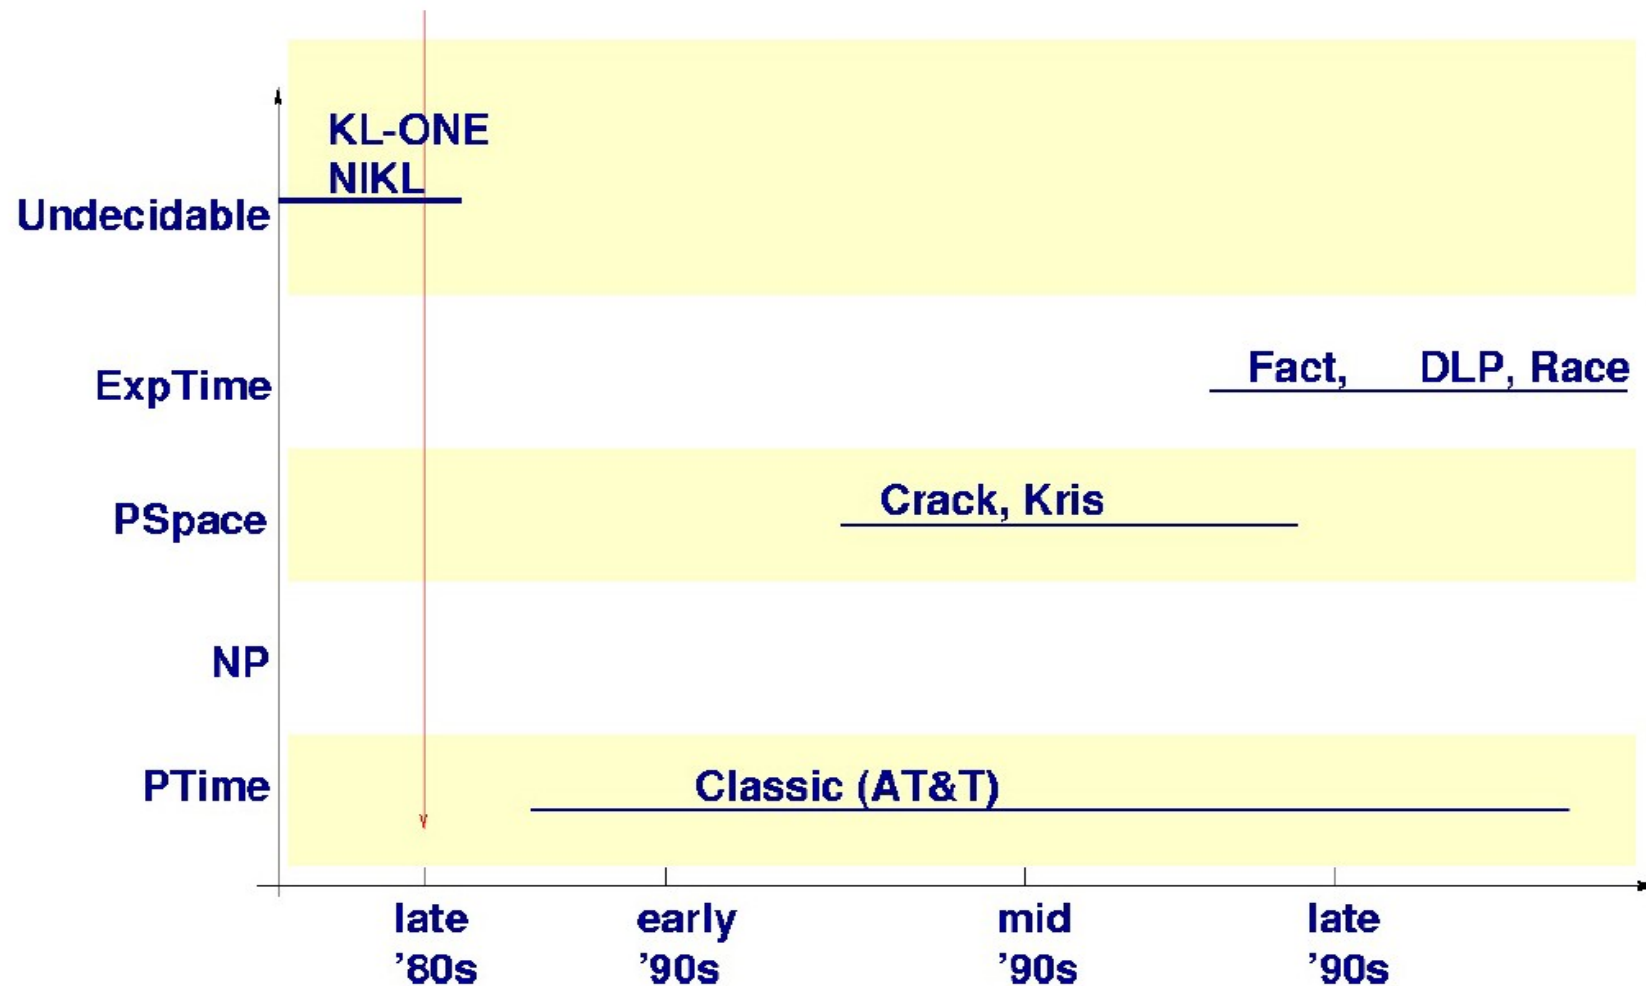 KL-ONE
NIKL
Undecidable
ExpTime
Fact, DLP, Race
PSpace
Crack, Kris
NP
PTime
Classic (AT&T)
late '80s
early '90s
mid '90s
late '90s